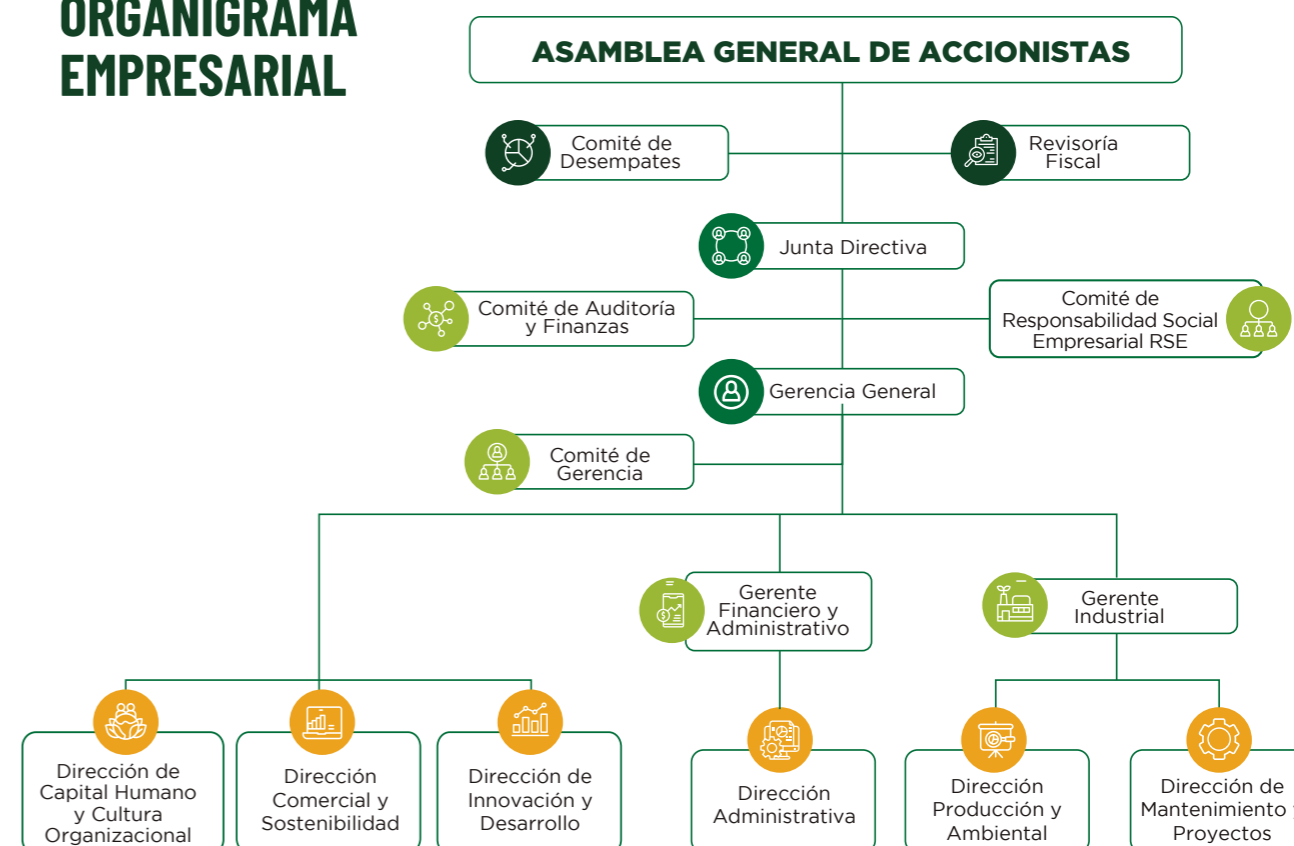 ORGANIGRAMA
EMPRESARIAL
ASAMBLEA GENERAL DE ACCIONISTAS
Comité de
Desempates
Revisoría
Fiscal
Junta Directiva
Comité de Auditoría
y Finanzas
Comité de
Responsabilidad Social
Empresarial RSE
Gerencia General
Comité de
Gerencia
Gerente
Financiero y
Administrativo
Gerente
Industrial
Dirección de
Capital Humano
y Cultura
Organizacional
Dirección
Comercial y
Sostenibilidad
Dirección de
Innovación y
Desarrollo
Dirección
Administrativa
Dirección
Producción y
Ambiental
Dirección de
Mantenimiento y
Proyectos